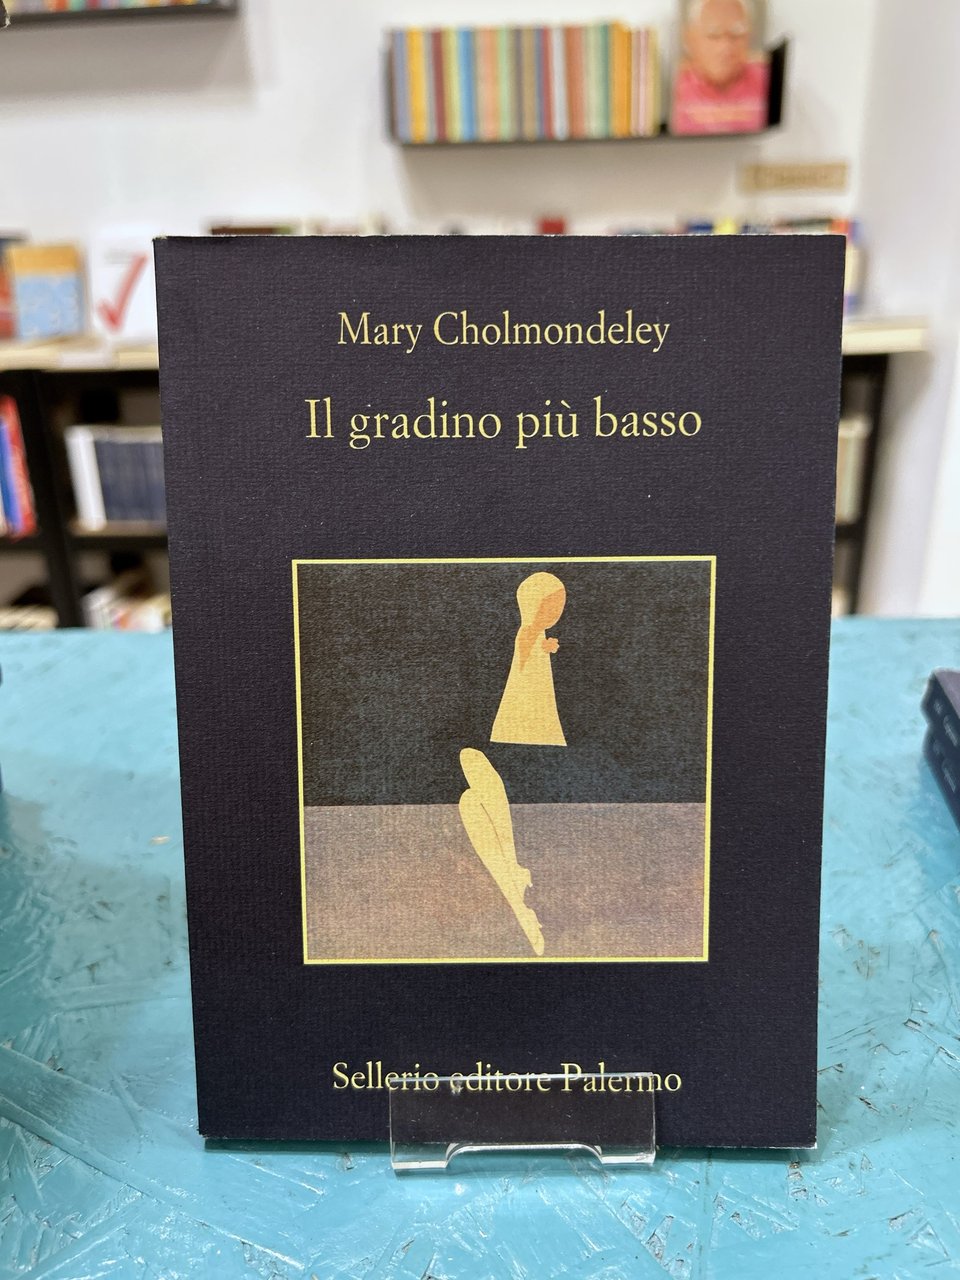 Mary Cholmondeley
Il gradino più basso
Sellerio editore Palermo